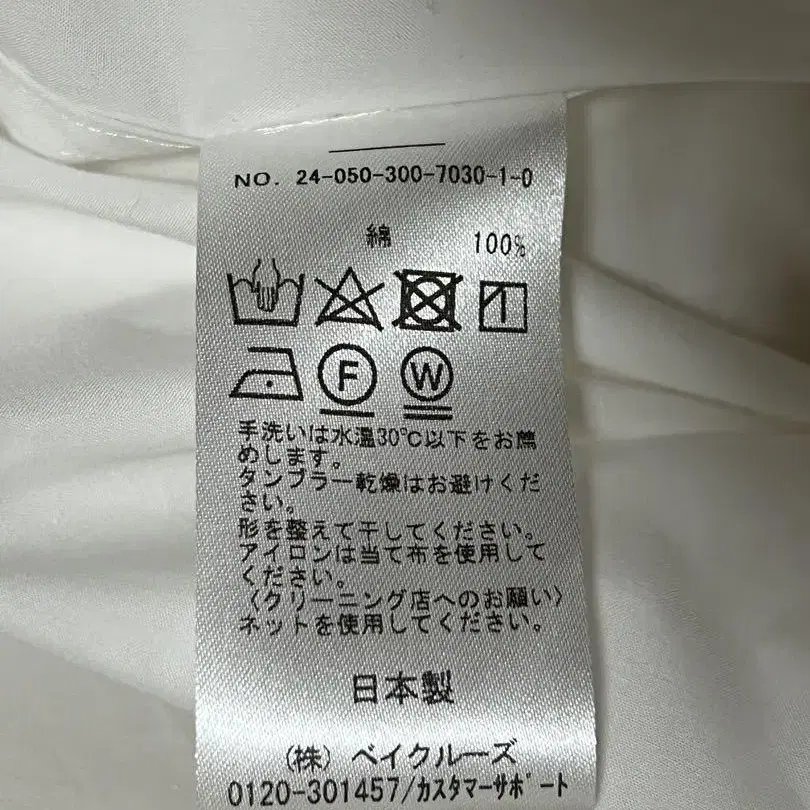 NO. 24-050-300-7030-1-0
綿 100%
F W
手洗いは水温30℃以下をお薦
めします。
タンブラー乾燥はお避けくだ
さい。
形を整えて干してください。
アイロンは当て布を使用して
ください。
〈クリーニング店へのお願い〉
ネットを使用してください。
日本製
(株) ベイクルーズ
0120-301457/カスタマーサポート